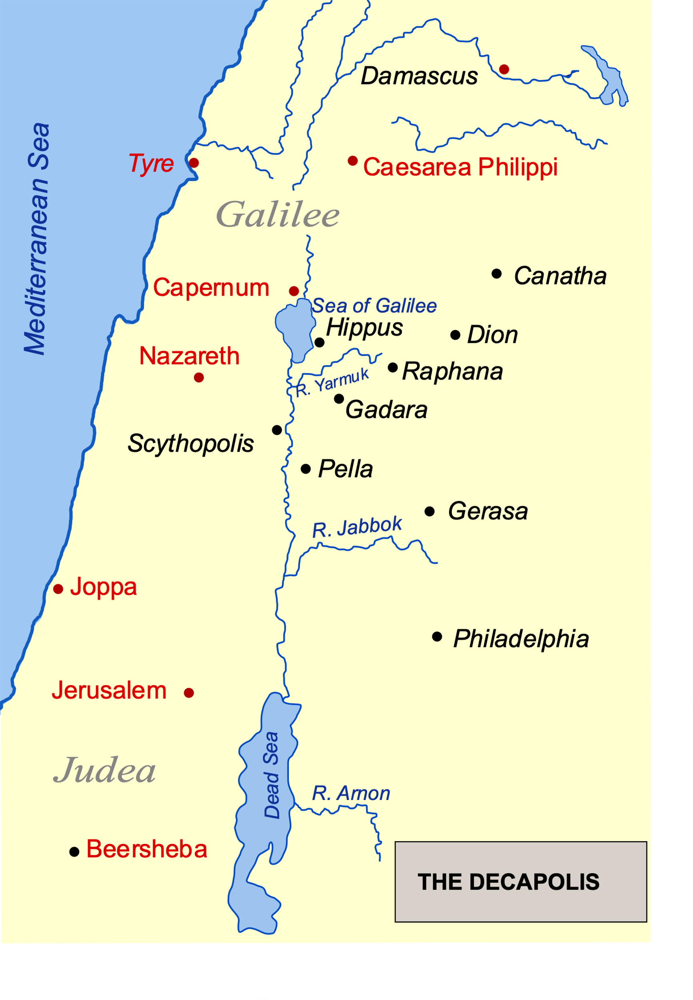 Damascus
Mediterranean Sea
Tyre
Caesarea Philippi
Galilee
Canatha
Capernum
Sea of Galilee
Hippus
Dion
Nazareth
Raphana
R. Yarmuk
Gadara
Scythopolis
Pella
Gerasa
R. Jabbok
Joppa
Philadelphia
Jerusalem
Dead Sea
Judea
R. Arnon
Beersheba
THE DECAPOLIS